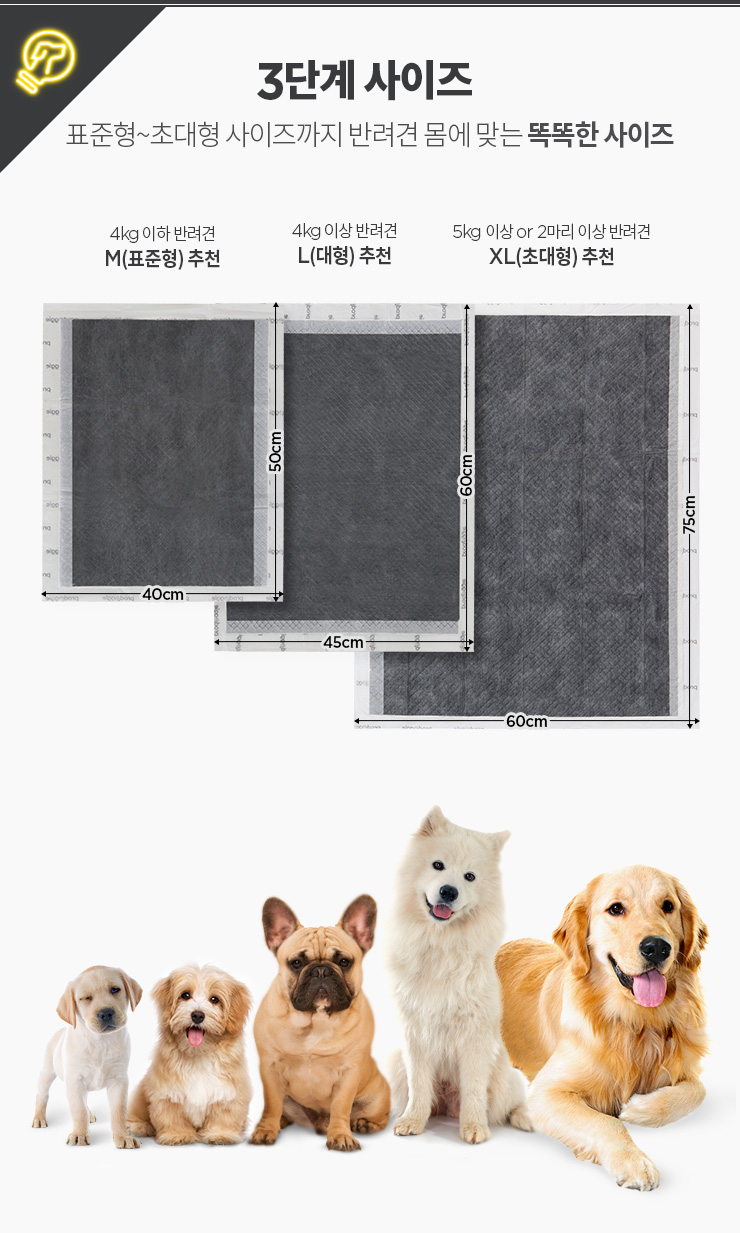 3단계 사이즈
표준형~초대형 사이즈까지 반려견 몸에 맞는 똑똑한 사이즈
4kg 이하 반려견
M(표준형) 추천
4kg 이상 반려견
L(대형) 추천
5kg 이상 or 2마리 이상 반려견
XL(초대형) 추천
50cm
40cm
60cm
45cm
75cm
60cm